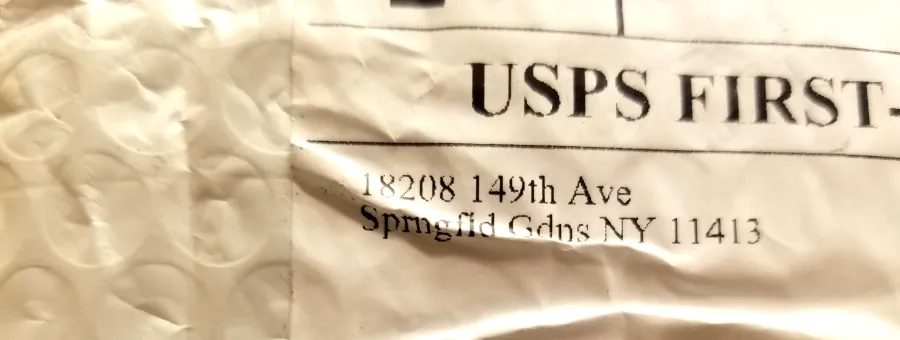 USPS FIRST-
18208 149th Ave
Sprngfld Gdns NY 11413